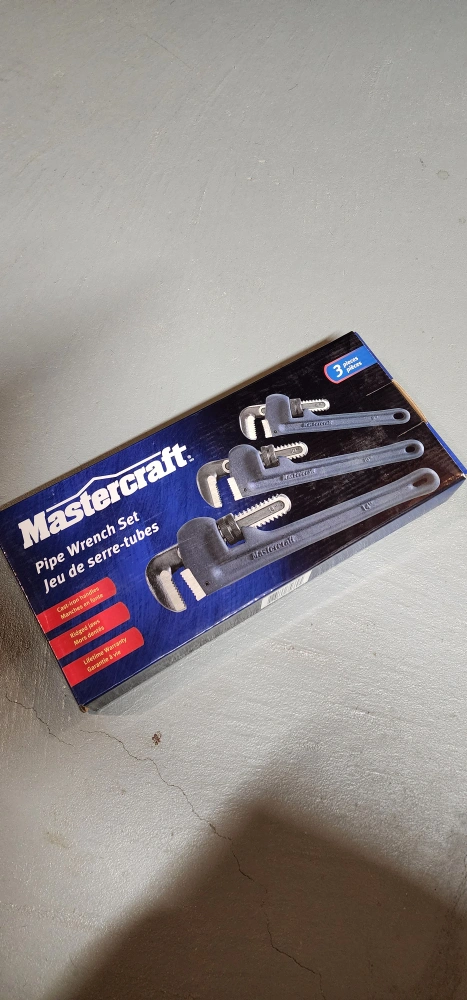 Mastercraft
Pipe Wrench Set
Jeu de serre-tubes
3 pieces
pièces
Cast-iron handles
Manches en fonte
Ridged jaws
Mors dentés
Lifetime Warranty
Garantie à vie
Mastercraft